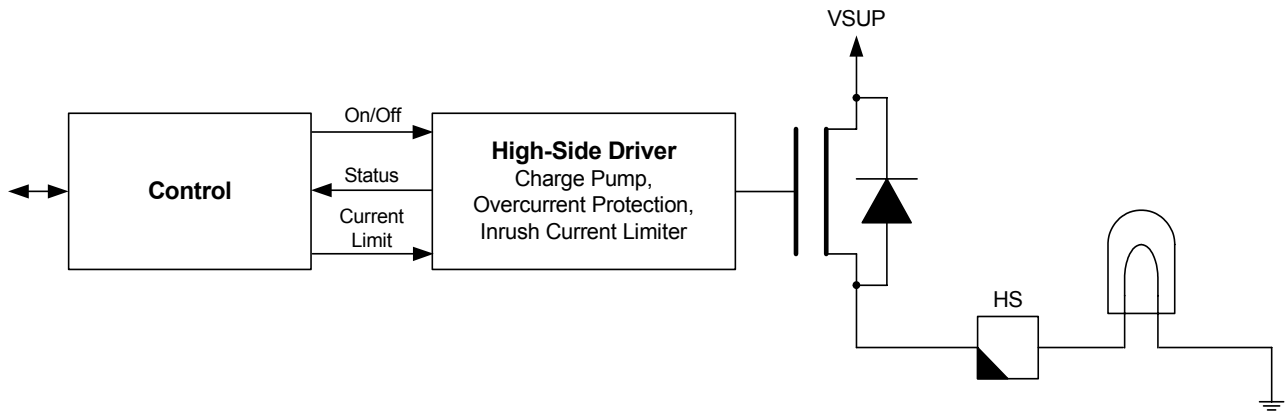 VSUP
On/Off
Control
Status
Current
Limit
High-Side Driver
Charge Pump,
Overcurrent Protection,
Inrush Current Limiter
HS